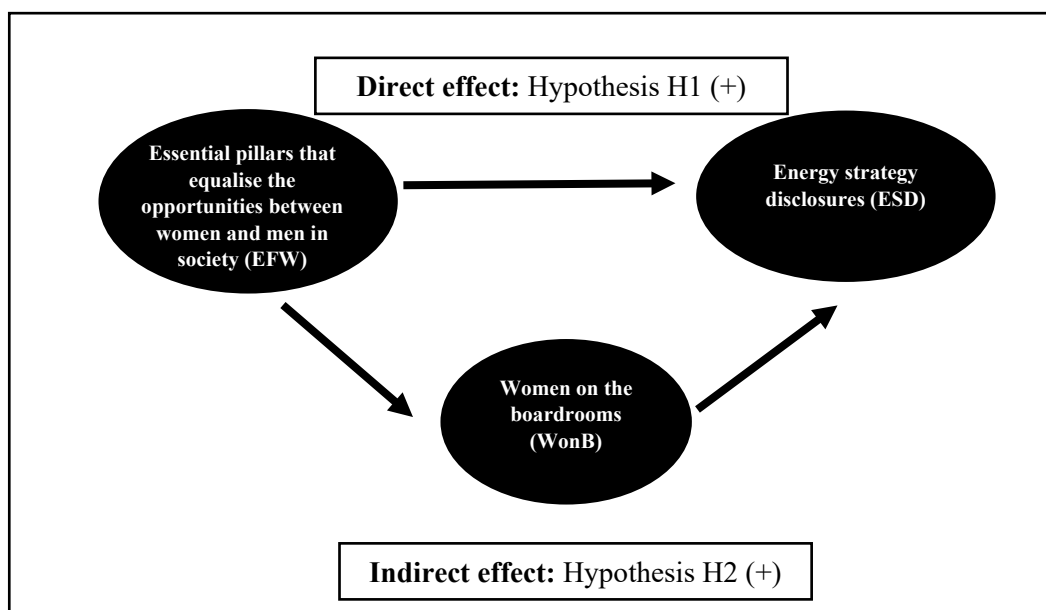 Direct effect: Hypothesis H1 (+)
Essential pillars that
equalise the
opportunities between
women and men in
society (EFW)
Energy strategy
disclosures (ESD)
Women on the
boardrooms
(WonB)
Indirect effect: Hypothesis H2 (+)